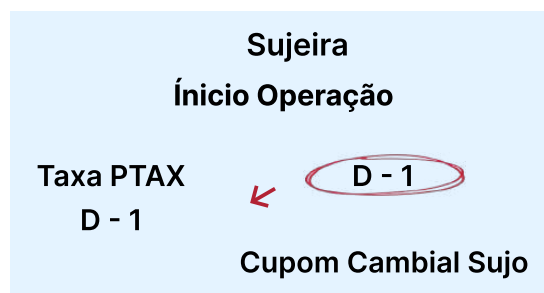 Sujeira
Ínicio Operação
Taxa PTAX
D - 1
D - 1
Cupom Cambial Sujo